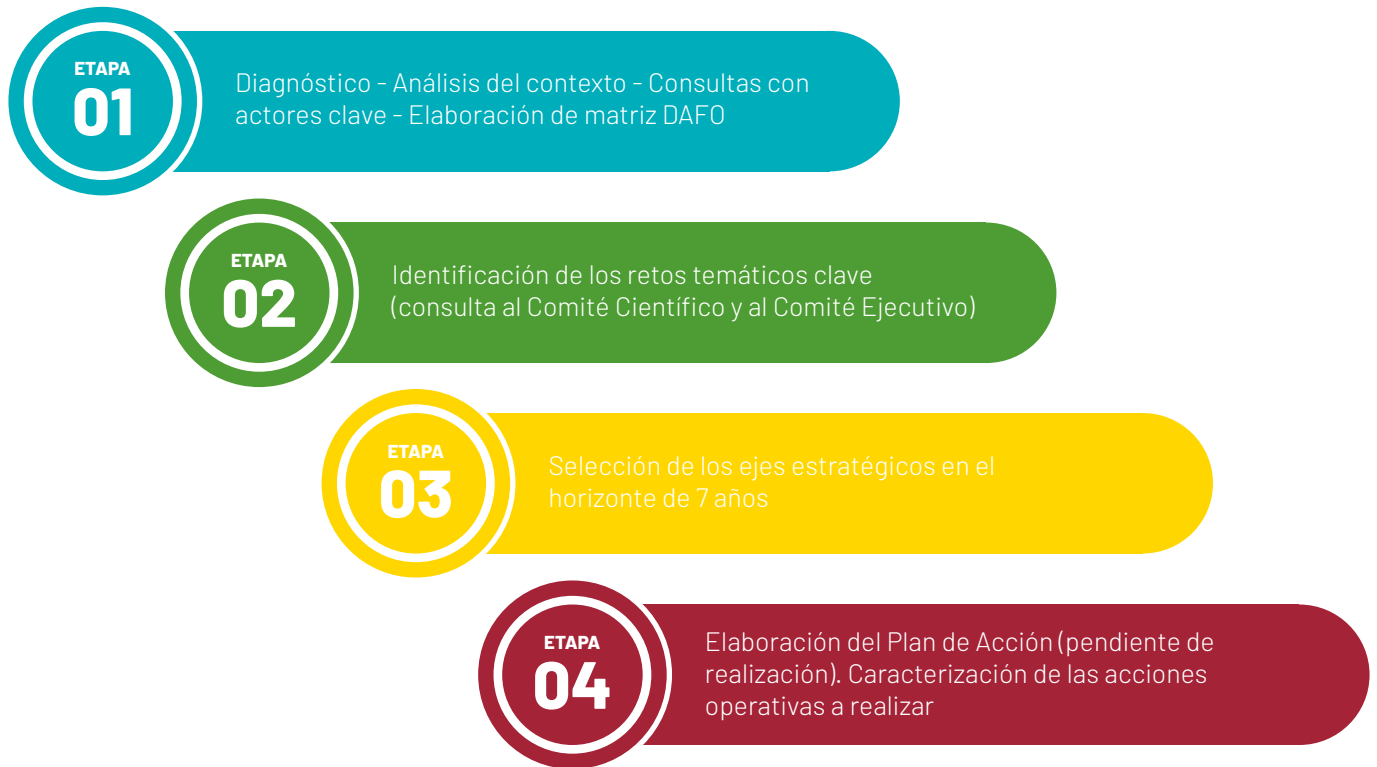 ETAPA
01
Diagnóstico - Análisis del contexto - Consultas con
actores clave - Elaboración de matriz DAFO
ETAPA
02
Identificación de los retos temáticos clave
(consulta al Comité Científico y al Comité Ejecutivo)
ETAPA
03
Selección de los ejes estratégicos en el
horizonte de 7 años
ETAPA
04
Elaboración del Plan de Acción (pendiente de
realización). Caracterización de las acciones
operativas a realizar